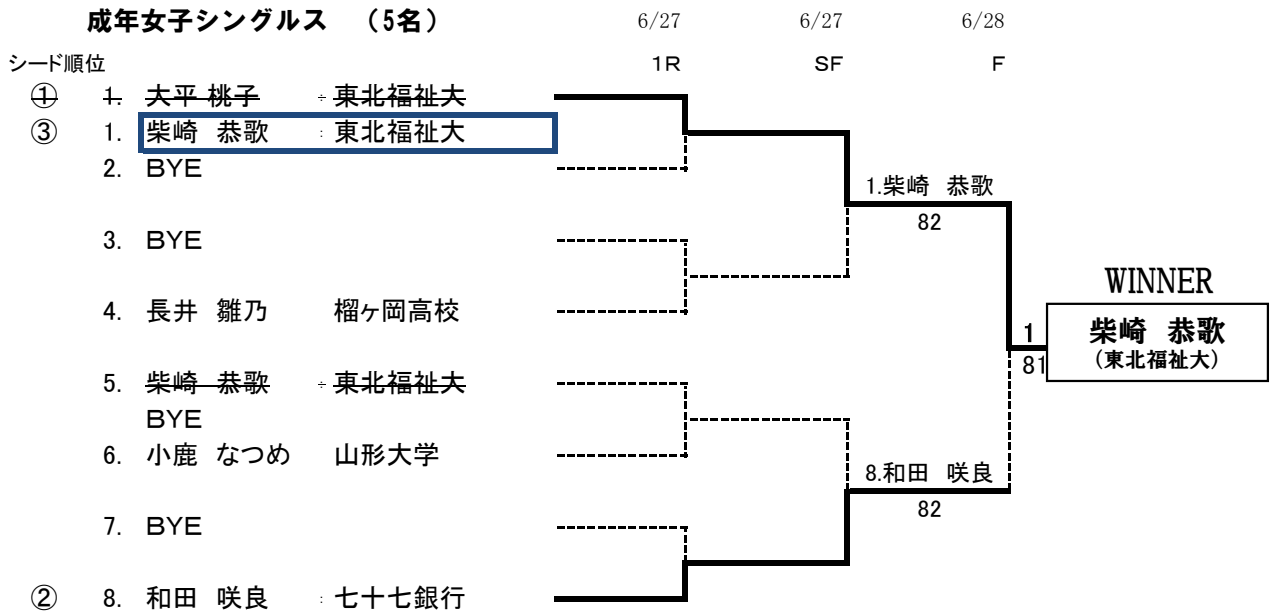 成年女子シングルス （5名） 6/27 6/27 6/28
シード順位 1R SF F
① 1. 大平 桃子 : 東北福祉大
③ 1. 柴崎 恭歌 : 東北福祉大
2. BYE
1.柴崎 恭歌
82
3. BYE
WINNER
4. 長井 雛乃 榴ヶ岡高校
1 柴崎 恭歌
81 (東北福祉大)
5. 柴崎 恭歌 : 東北福祉大
BYE
6. 小鹿 なつめ 山形大学
8.和田 咲良
82
7. BYE
② 8. 和田 咲良 : 七十七銀行